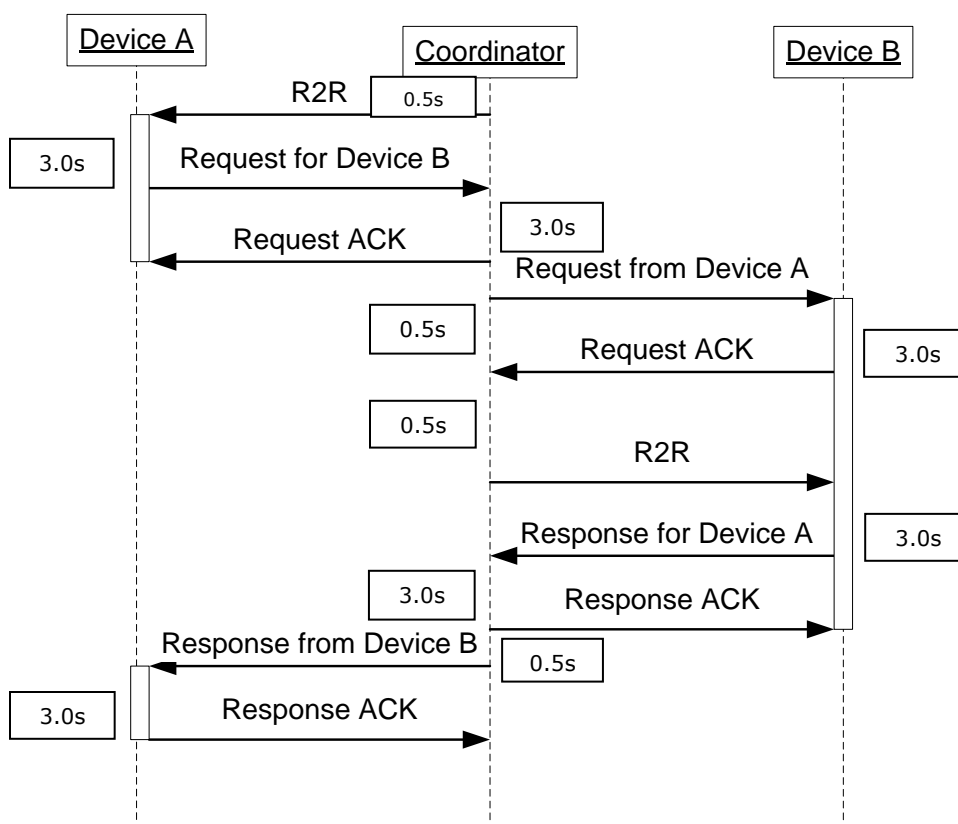 Device A
Coordinator
Device B
R2R
0.5s
3.0s
Request for Device B
3.0s
Request ACK
Request from Device A
0.5s
Request ACK
3.0s
0.5s
R2R
Response for Device A
3.0s
3.0s
Response ACK
Response from Device B
0.5s
3.0s
Response ACK